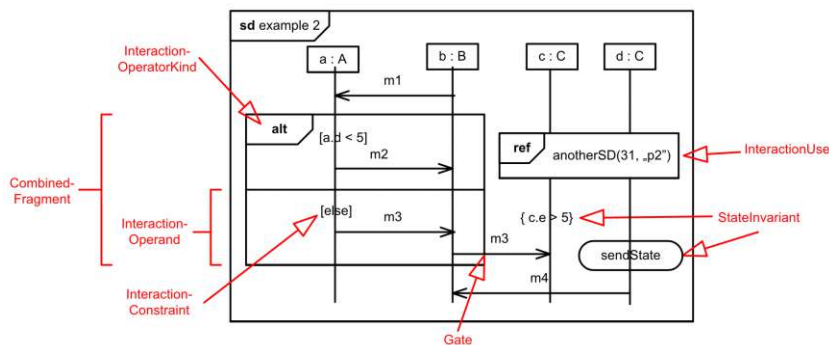 sd example 2
Interaction-
OperatorKind
a : A
b : B
c : C
d : C
m1
alt
[a.d < 5]
ref
anotherSD(31, „p2”)
InteractionUse
m2
Combined-
Fragment
Interaction-
Operand
[else]
m3
{ c.e > 5}
StateInvariant
m3
sendState
m4
Interaction-
Constraint
Gate